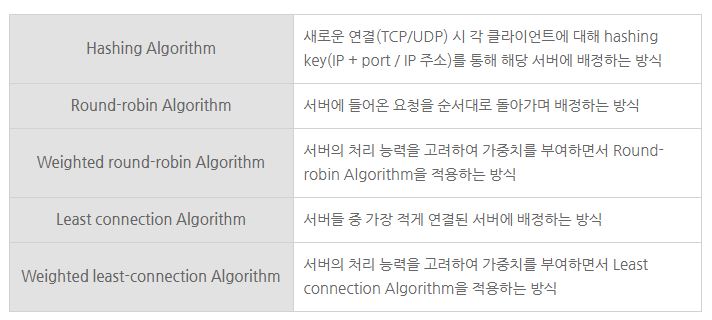 Hashing Algorithm
새로운 연결(TCP/UDP) 시 각 클라이언트에 대해 hashing
key(IP + port / IP 주소)를 통해 해당 서버에 배정하는 방식
Round-robin Algorithm
서버에 들어온 요청을 순서대로 돌아가며 배정하는 방식
Weighted round-robin Algorithm
서버의 처리 능력을 고려하여 가중치를 부여하면서 Round-
robin Algorithm을 적용하는 방식
Least connection Algorithm
서버들 중 가장 적게 연결된 서버에 배정하는 방식
Weighted least-connection Algorithm
서버의 처리 능력을 고려하여 가중치를 부여하면서 Least
connection Algorithm을 적용하는 방식